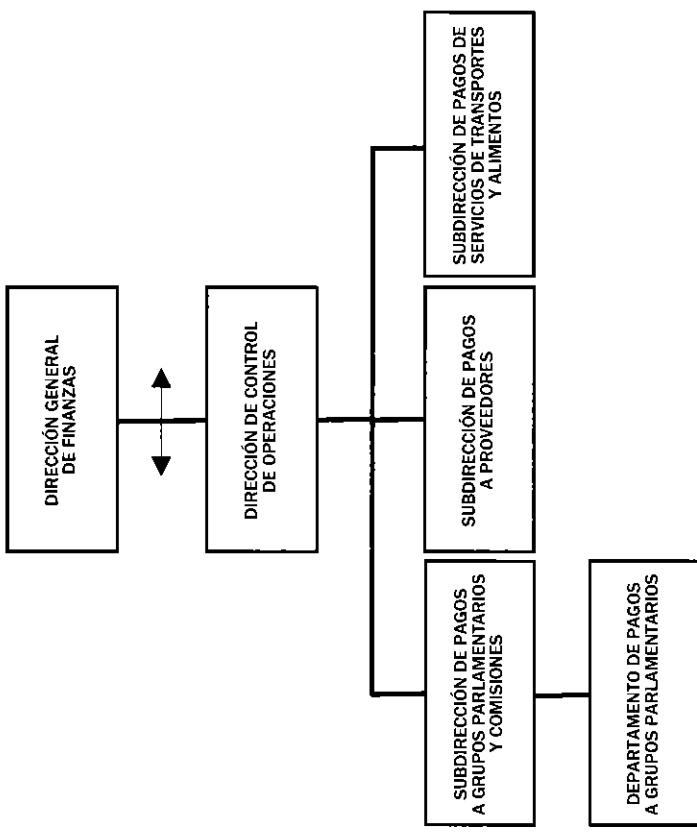 DIRECCIÓN GENERAL
DE FINANZAS
DIRECCIÓN DE CONTROL
DE OPERACIONES
SUBDIRECCIÓN DE PAGOS
A GRUPOS PARLAMENTARIOS
Y COMISIONES
SUBDIRECCIÓN DE PAGOS
A PROVEEDORES
SUBDIRECCIÓN DE PAGOS DE
SERVICIOS DE TRANSPORTES
Y ALIMENTOS
DEPARTAMENTO DE PAGOS
A GRUPOS PARLAMENTARIOS